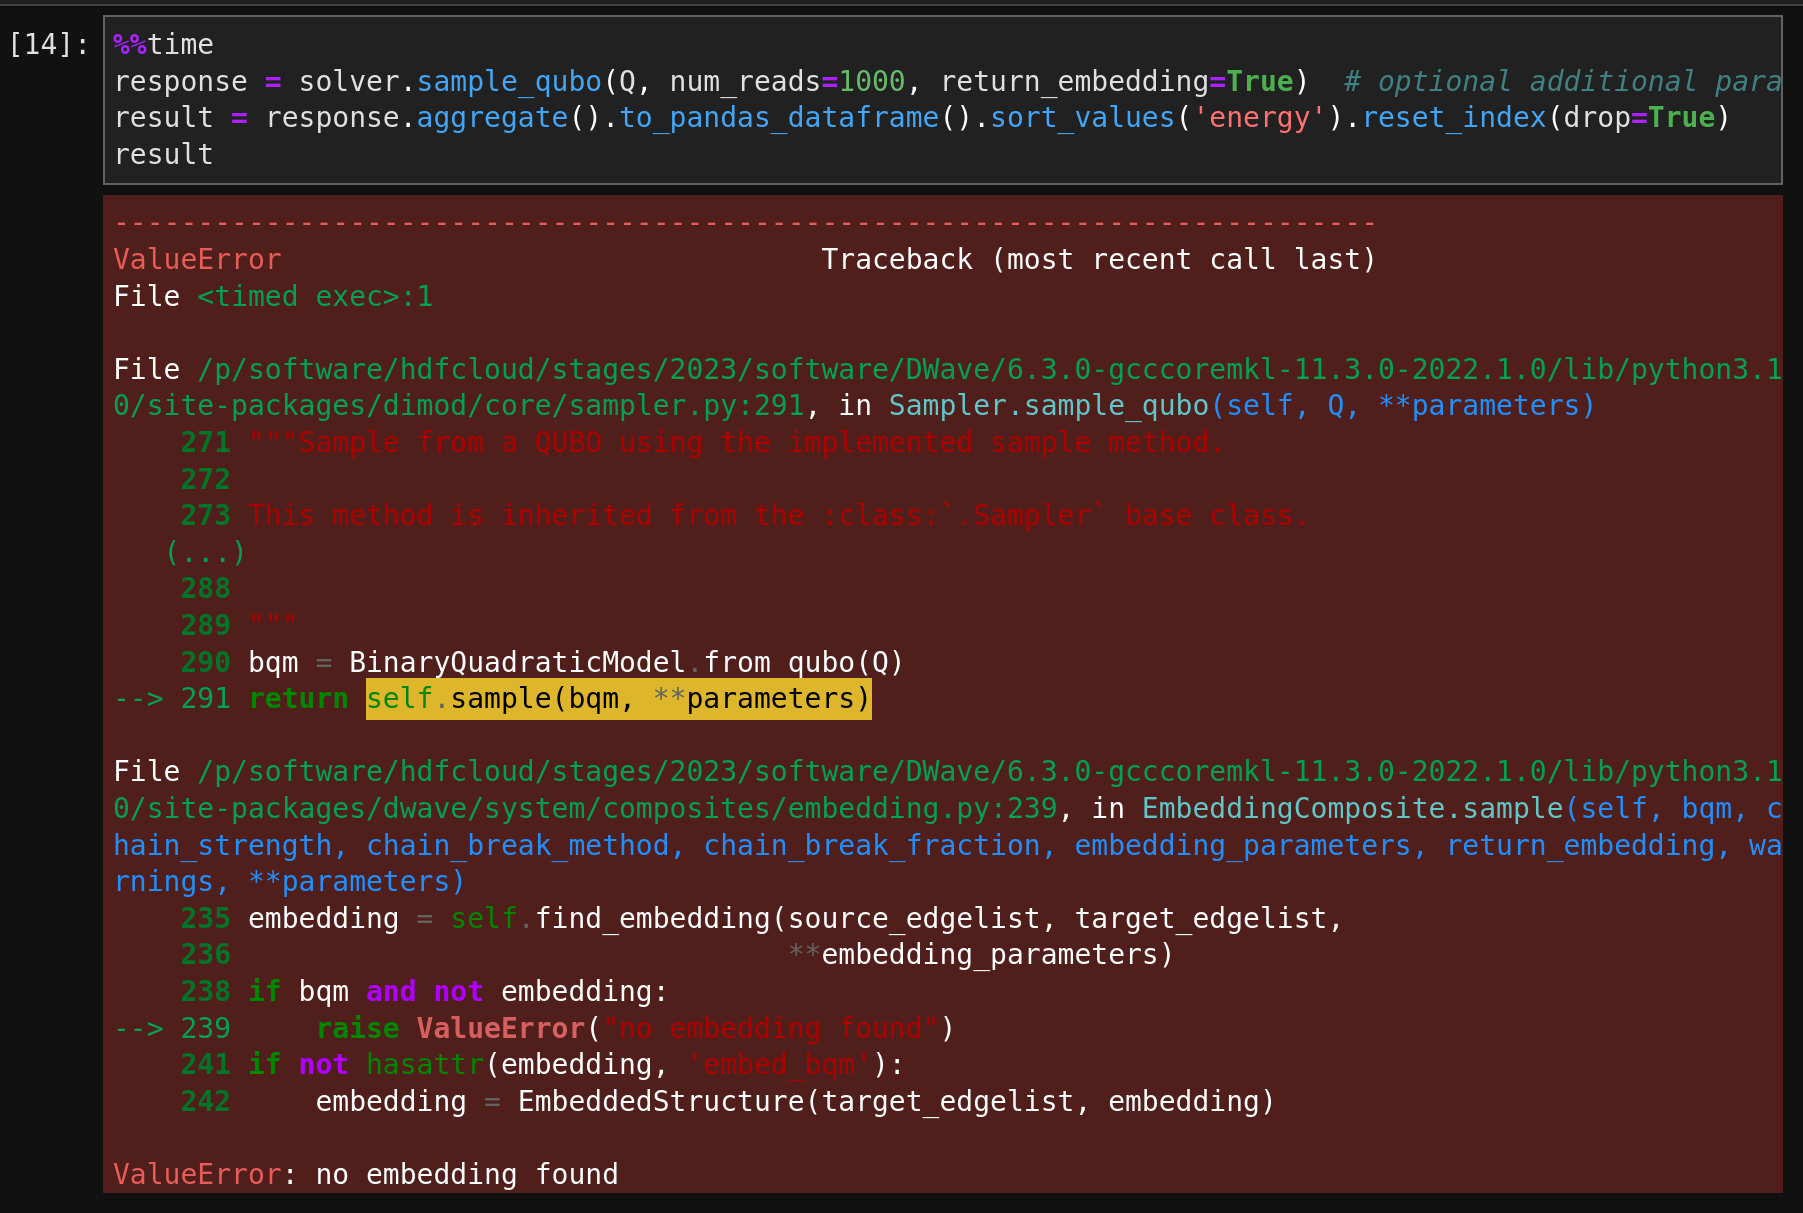 [14]: %%time
response = solver.sample_qubo(Q, num_reads=1000, return_embedding=True)  # optional additional para
result = response.aggregate().to_pandas_dataframe().sort_values('energy').reset_index(drop=True)
result
---------------------------------------------------------------------------
ValueError                                Traceback (most recent call last)
File <timed exec>:1

File /p/software/hdfcloud/stages/2023/software/DWave/6.3.0-gcccoremkl-11.3.0-2022.1.0/lib/python3.1
0/site-packages/dimod/core/sampler.py:291, in Sampler.sample_qubo(self, Q, **parameters)
    271 """Sample from a QUBO using the implemented sample method.
    272
    273 This method is inherited from the :class:`.Sampler` base class.
   (...)
    288
    289 """
    290 bqm = BinaryQuadraticModel.from_qubo(Q)
--> 291 return self.sample(bqm, **parameters)

File /p/software/hdfcloud/stages/2023/software/DWave/6.3.0-gcccoremkl-11.3.0-2022.1.0/lib/python3.1
0/site-packages/dwave/system/composites/embedding.py:239, in EmbeddingComposite.sample(self, bqm, c
hain_strength, chain_break_method, chain_break_fraction, embedding_parameters, return_embedding, wa
rnings, **parameters)
    235 embedding = self.find_embedding(source_edgelist, target_edgelist,
    236                                 **embedding_parameters)
    238 if bqm and not embedding:
--> 239     raise ValueError("no embedding found")
    241 if not hasattr(embedding, 'embed_bqm'):
    242     embedding = EmbeddedStructure(target_edgelist, embedding)

ValueError: no embedding found